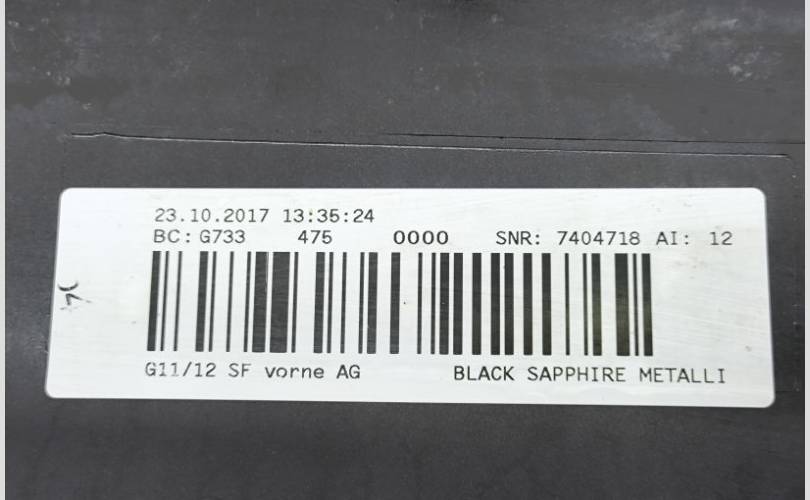 23.10.2017 13:35:24
BC: G733 475 0000 SNR: 7404718 AI: 12
G11/12 SF vorne AG BLACK SAPPHIRE METALLI